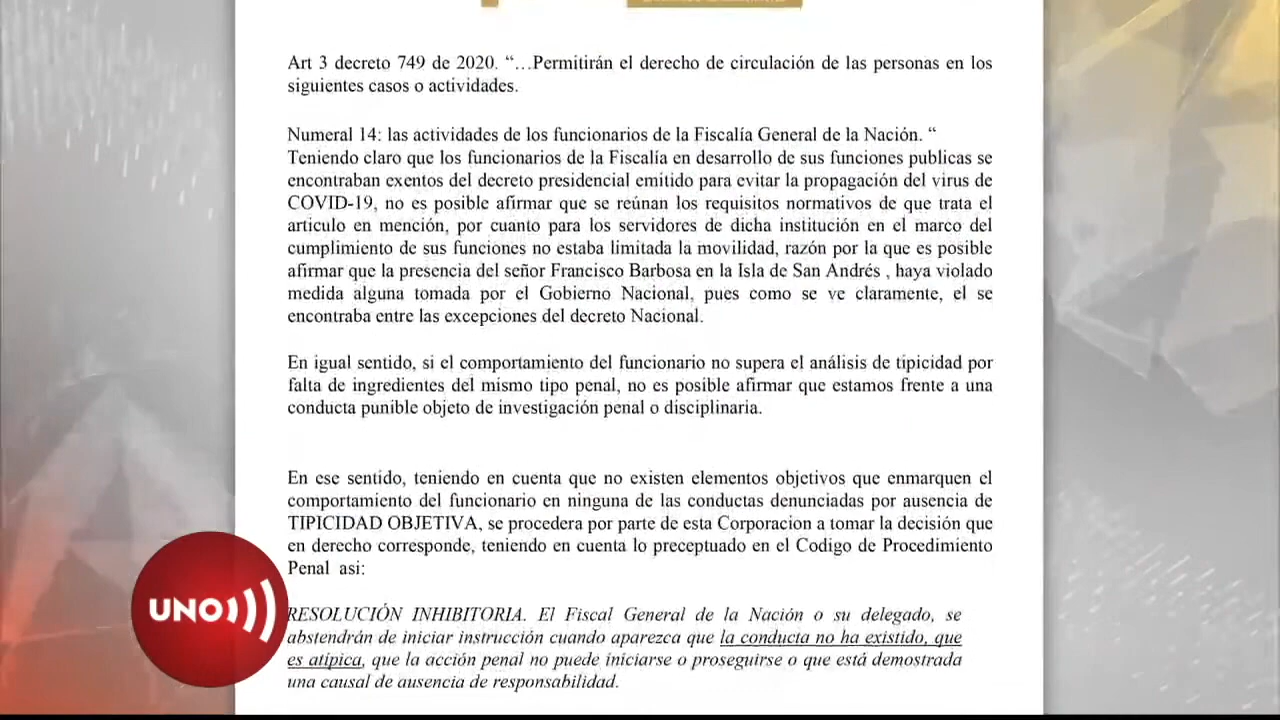 Art 3 decreto 749 de 2020. “…Permitirán el derecho de circulación de las personas en los
siguientes casos o actividades.
Numeral 14: las actividades de los funcionarios de la Fiscalía General de la Nación. “
Teniendo claro que los funcionarios de la Fiscalía en desarrollo de sus funciones publicas se
encontraban exentos del decreto presidencial emitido para evitar la propagación del virus de
COVID-19, no es posible afirmar que se reúnan los requisitos normativos de que trata el
articulo en mención, por cuanto para los servidores de dicha institución en el marco del
cumplimiento de sus funciones no estaba limitada la movilidad, razón por la que es posible
afirmar que la presencia del señor Francisco Barbosa en la Isla de San Andrés , haya violado
medida alguna tomada por el Gobierno Nacional, pues como se ve claramente, el se
encontraba entre las excepciones del decreto Nacional.
En igual sentido, si el comportamiento del funcionario no supera el análisis de tipicidad por
falta de ingredientes del mismo tipo penal, no es posible afirmar que estamos frente a una
conducta punible objeto de investigación penal o disciplinaria.
En ese sentido, teniendo en cuenta que no existen elementos objetivos que enmarquen el
comportamiento del funcionario en ninguna de las conductas denunciadas por ausencia de
TIPICIDAD OBJETIVA, se procedera por parte de esta Corporacion a tomar la decisión que
en derecho corresponde, teniendo en cuenta lo preceptuado en el Codigo de Procedimiento
Penal asi:
RESOLUCIÓN INHIBITORIA. El Fiscal General de la Nación o su delegado, se
abstendrán de iniciar instrucción cuando aparezca que la conducta no ha existido, que
es atípica, que la acción penal no puede iniciarse o proseguirse o que está demostrada
una causal de ausencia de responsabilidad.
UNO